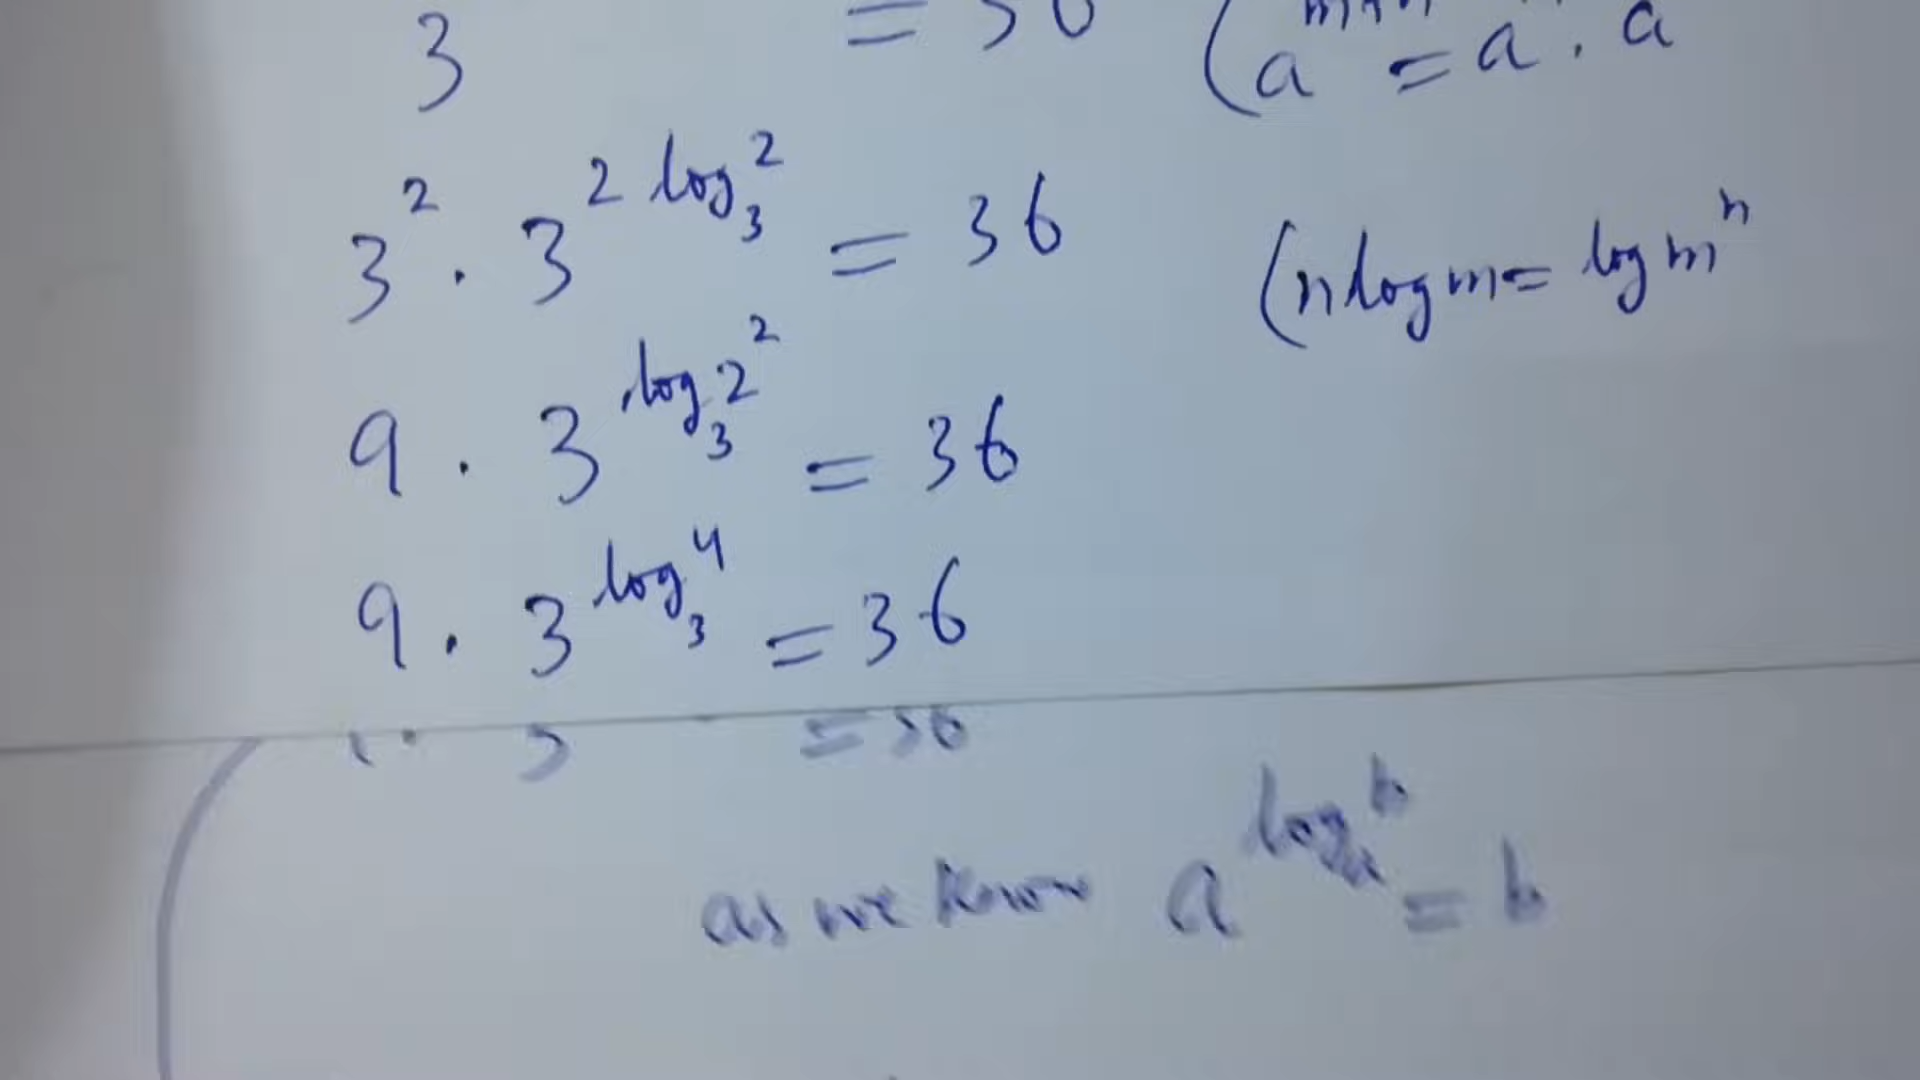 3 = 36 (a^{m+n} = a . a
3^2 . 3^{2 log_3^2} = 36 (n log m = log m^n
9 . 3^{log_3 2^2} = 36
9 . 3^{log_3^4} = 36
= 36
as we know a^{log_a^b} = b